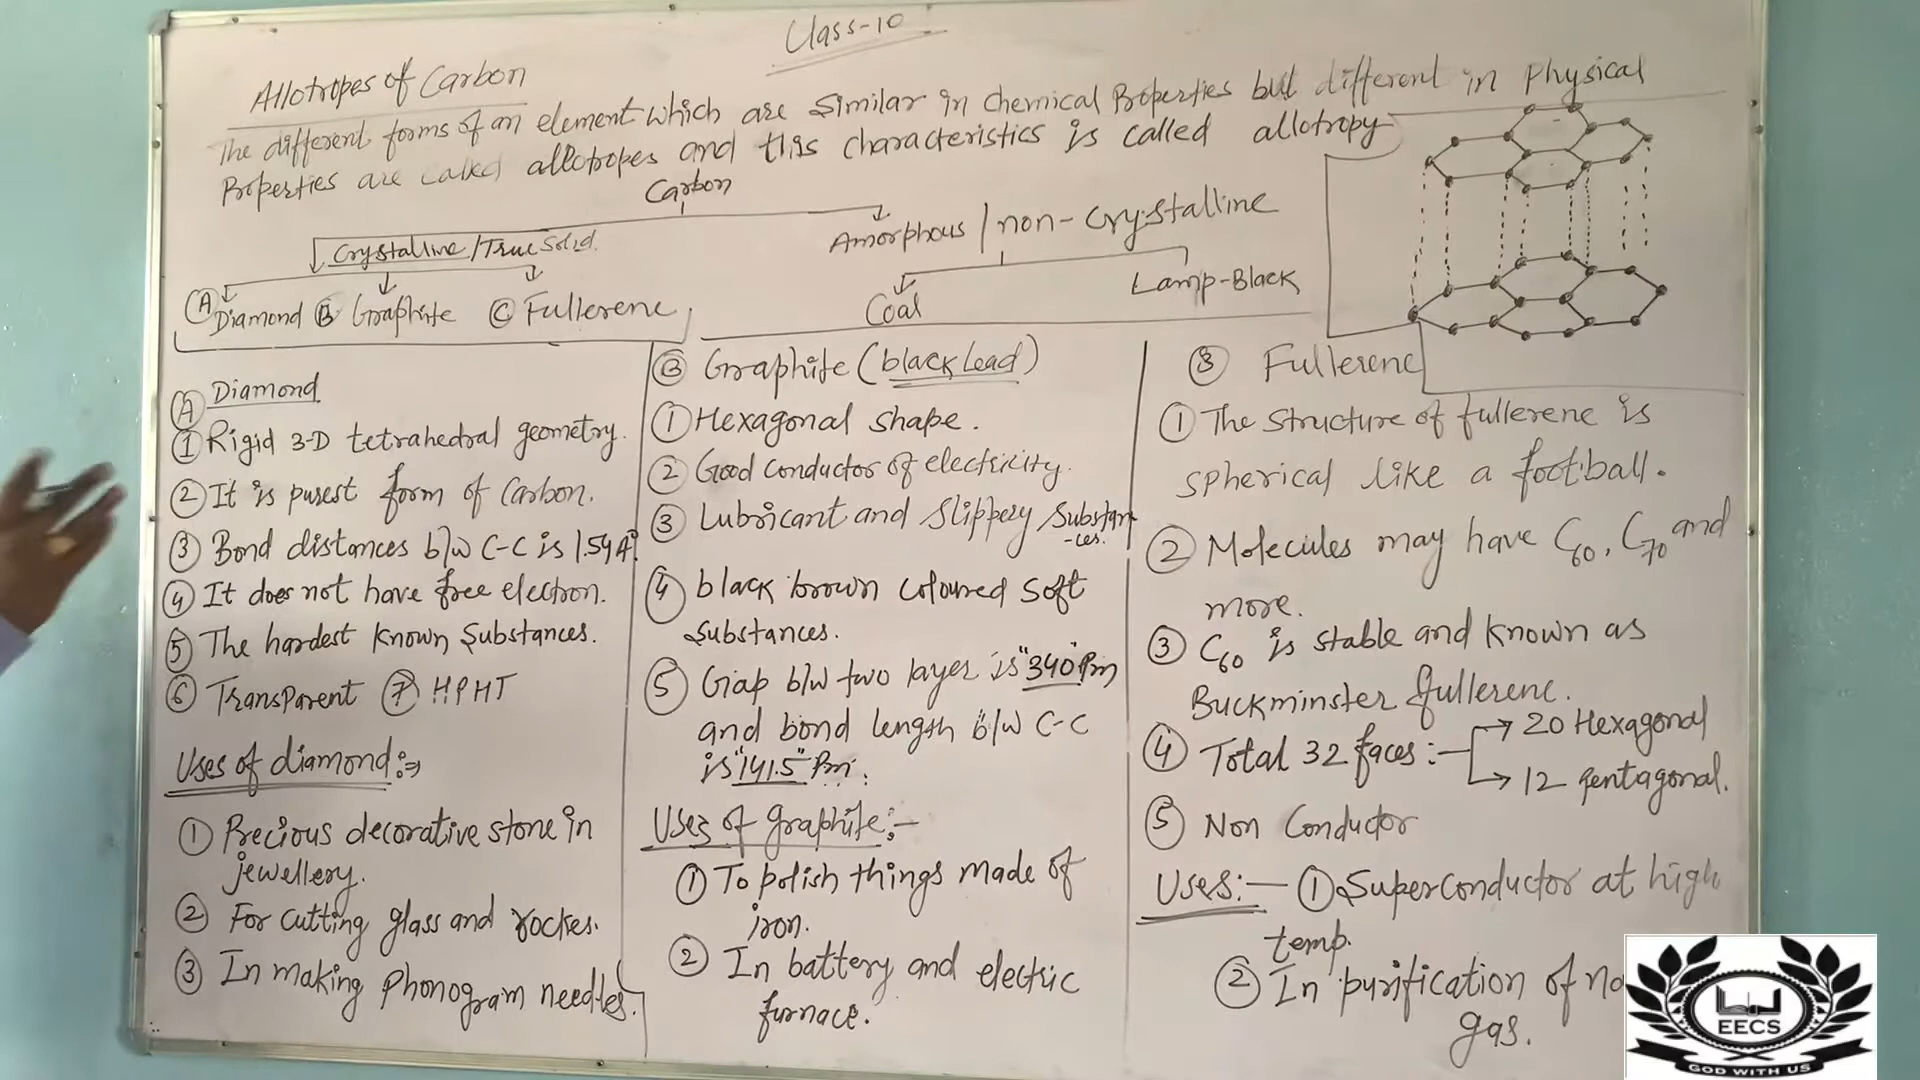 Class-10
Allotropes of Carbon
The different forms of an element which are similar in chemical Properties but different in Physical
Properties are called allotropes and this characteristics is called allotropy
Carbon
Crystalline/True Solid.
Amorphous / non-crystalline
(A) Diamond (B) Graphite (C) Fullerene
Coal
Lamp-Black
(A) Diamond
(1) Rigid 3-D tetrahedral geometry.
(2) It is purest form of Carbon.
(3) Bond distances b/w C-C is 1.54A°.
(4) It does not have free electron.
(5) The hardest known Substances.
(6) Transparent (7) HPHT
Uses of diamond:⇒
(1) Precious decorative stone in
jewellery.
(2) For cutting glass and rockes.
(3) In making phonogram needles.
(B) Graphite (black Lead)
(1) Hexagonal shape.
(2) Good conductor of electricity.
(3) Lubricant and slippery Substan
-ces.
(4) black brown coloured soft
substances.
(5) Gap b/w two layer is "340" Pm
and bond length b/w C-C
is "141.5" Pm.
Uses of graphite:-
(1) To polish things made of
iron.
(2) In battery and electric
furnace.
(3) Fullerene
(1) The structure of fullerene is
spherical like a football.
(2) Molecules may have C60, C70 and
more.
(3) C60 is stable and known as
Buckminster fullerene.
(4) Total 32 faces:- → 20 Hexagonal
→ 12 pentagonal.
(5) Non Conductor
Uses:- (1) Superconductor at high
temp.
(2) In purification of
gas.
EECS
GOD WITH US